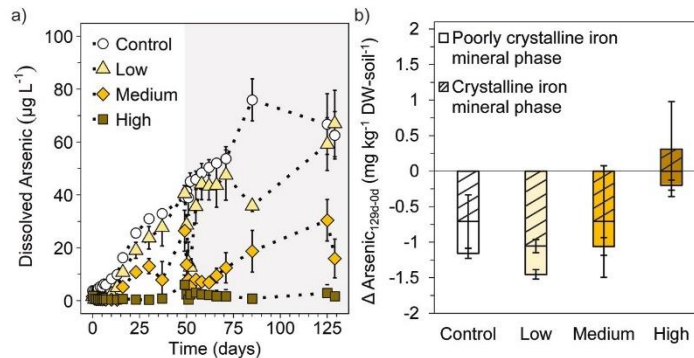 a)
Dissolved Arsenic (µg L-1)
100
80
60
40
20
0
Control
Low
Medium
High
0 25 50 75 100 125
Time (days)
b)
Δ Arsenic129d-0d (mg kg-1 DW-soil-1)
2
1.5
1
0.5
0
-0.5
-1
-1.5
-2
Poorly crystalline iron
mineral phase
Crystalline iron
mineral phase
Control Low Medium High